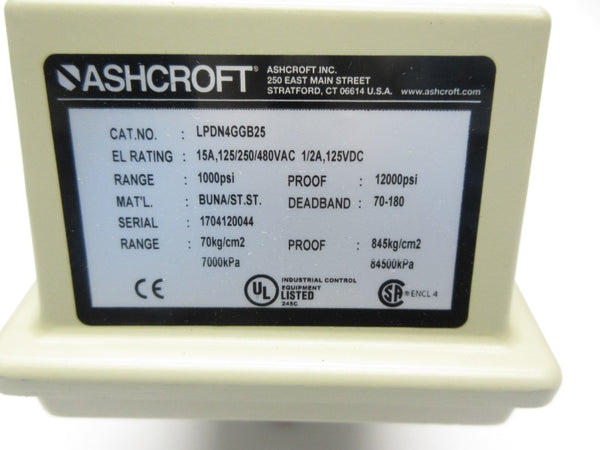 ASHCROFT®
ASHCROFT INC.
250 EAST MAIN STREET
STRATFORD, CT 06614 U.S.A. www.ashcroft.com
CAT.NO. : LPDN4GGB25
EL RATING : 15A,125/250/480VAC 1/2A,125VDC
RANGE : 1000psi PROOF : 12000psi
MAT'L. : BUNA/ST.ST. DEADBAND : 70-180
SERIAL : 1704120044
RANGE : 70kg/cm2 PROOF : 845kg/cm2
7000kPa 84500kPa
CE
UL
INDUSTRIAL CONTROL
EQUIPMENT
LISTED
245C
SA ® ENCL 4